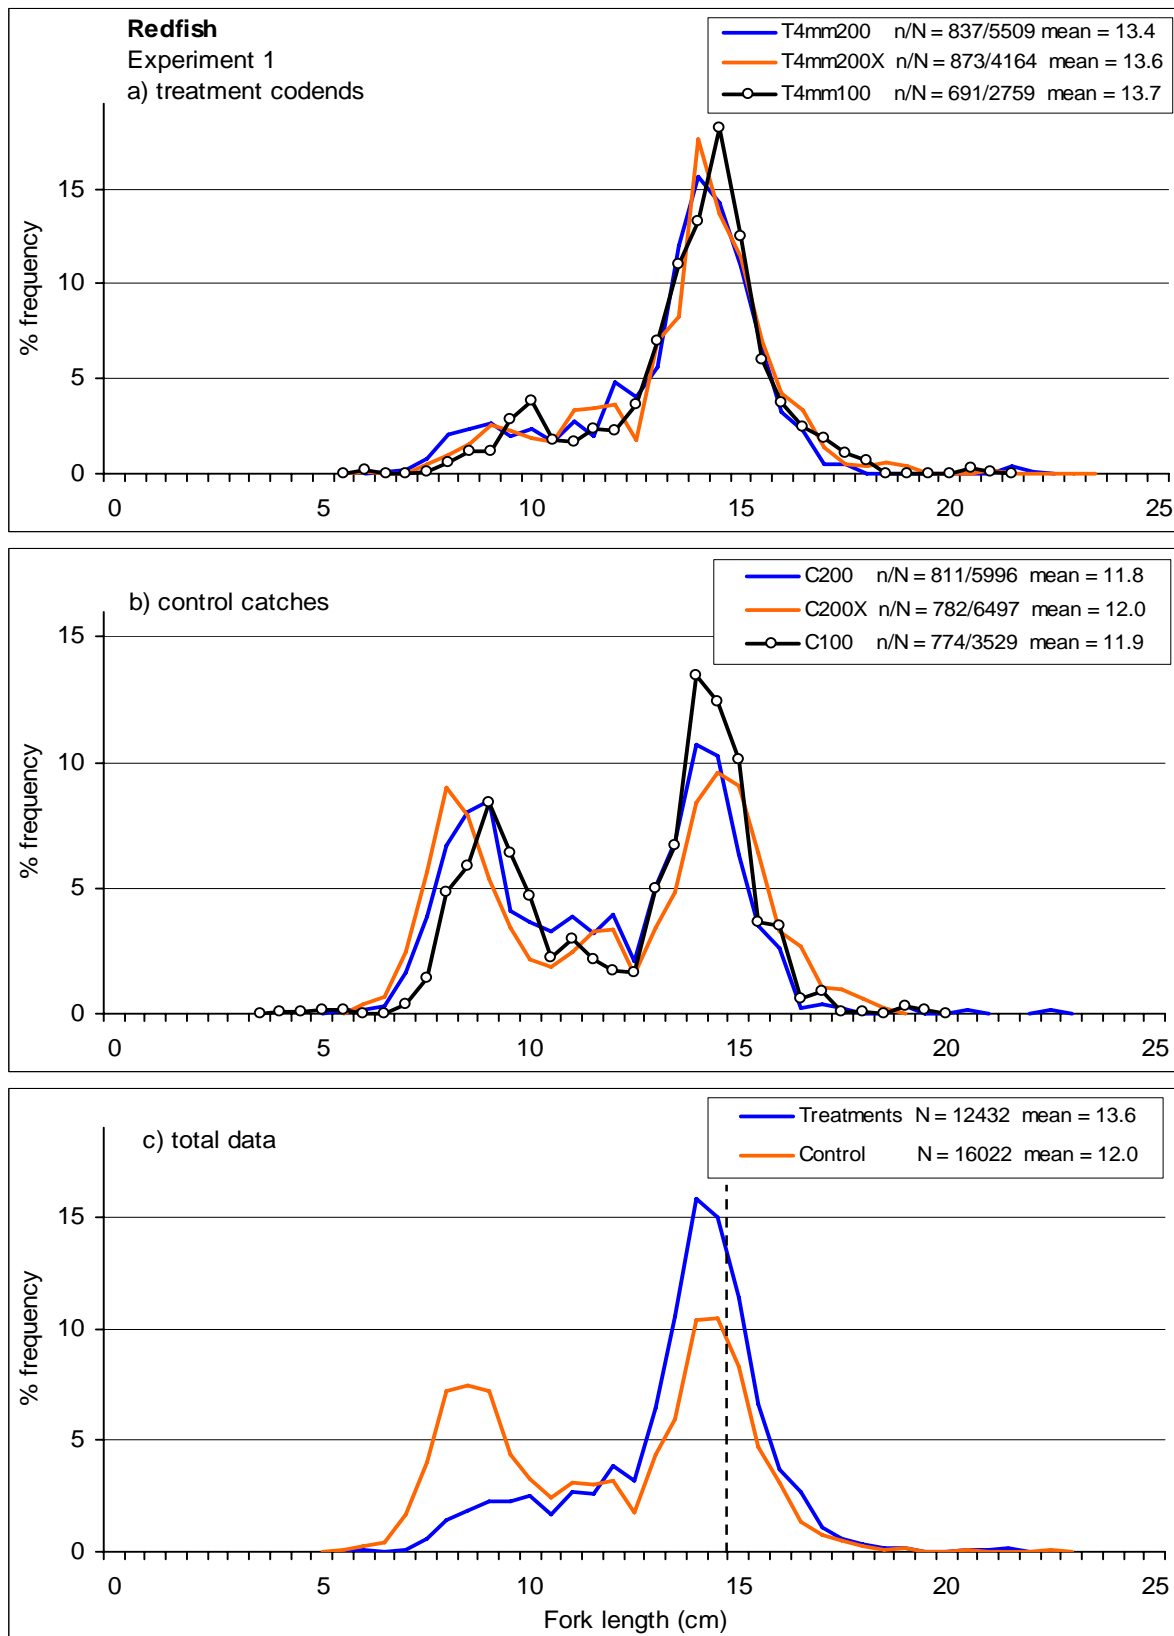 Redfish
Experiment 1
a) treatment codends
T4mm200 n/N = 837/5509 mean = 13.4
T4mm200X n/N = 873/4164 mean = 13.6
T4mm100 n/N = 691/2759 mean = 13.7
% frequency
15
10
5
0
0 5 10 15 20 25
b) control catches
C200 n/N = 811/5996 mean = 11.8
C200X n/N = 782/6497 mean = 12.0
C100 n/N = 774/3529 mean = 11.9
% frequency
15
10
5
0
0 5 10 15 20 25
c) total data
Treatments N = 12432 mean = 13.6
Control N = 16022 mean = 12.0
% frequency
15
10
5
0
0 5 10 15 20 25
Fork length (cm)